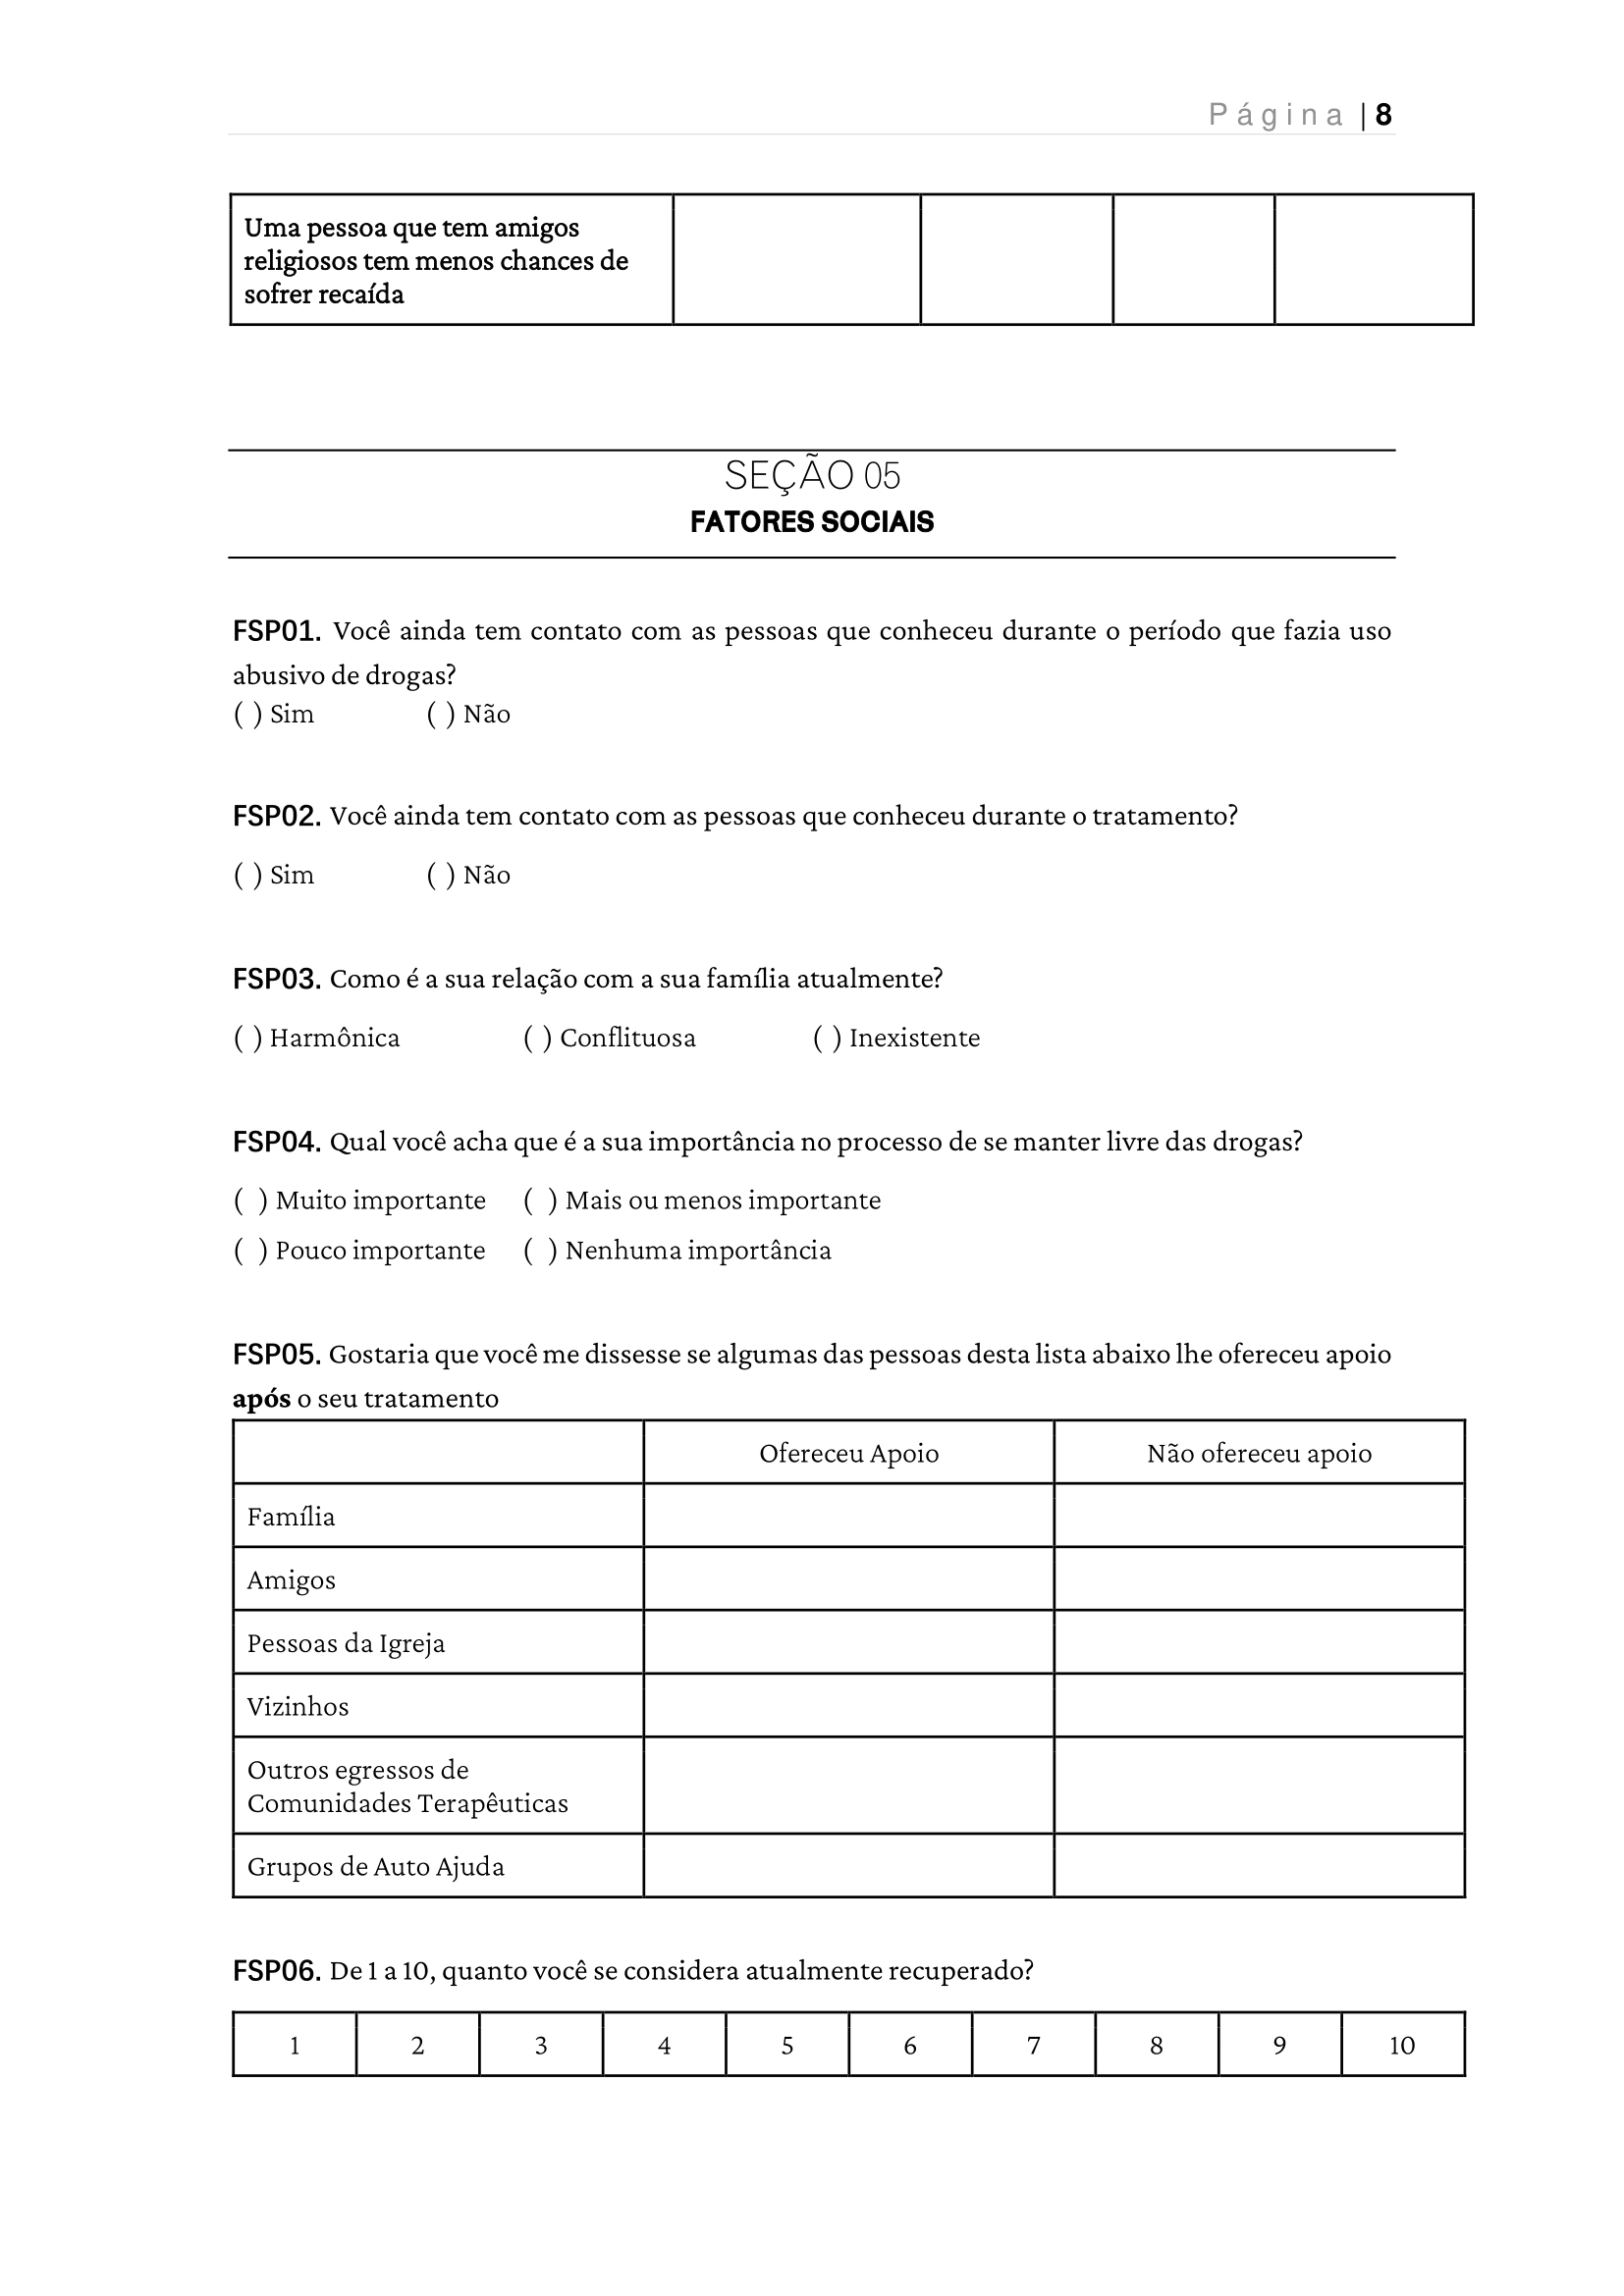 Página | 8
Uma pessoa que tem amigos
religiosos tem menos chances de
sofrer recaída
SEÇÃO 05
FATORES SOCIAIS
FSP01. Você ainda tem contato com as pessoas que conheceu durante o período que fazia uso
abusivo de drogas?
( ) Sim ( ) Não
FSP02. Você ainda tem contato com as pessoas que conheceu durante o tratamento?
( ) Sim ( ) Não
FSP03. Como é a sua relação com a sua família atualmente?
( ) Harmônica ( ) Conflituosa ( ) Inexistente
FSP04. Qual você acha que é a sua importância no processo de se manter livre das drogas?
( ) Muito importante ( ) Mais ou menos importante
( ) Pouco importante ( ) Nenhuma importância
FSP05. Gostaria que você me dissesse se algumas das pessoas desta lista abaixo lhe ofereceu apoio
após o seu tratamento
Ofereceu Apoio Não ofereceu apoio
Família
Amigos
Pessoas da Igreja
Vizinhos
Outros egressos de
Comunidades Terapêuticas
Grupos de Auto Ajuda
FSP06. De 1 a 10, quanto você se considera atualmente recuperado?
1 2 3 4 5 6 7 8 9 10